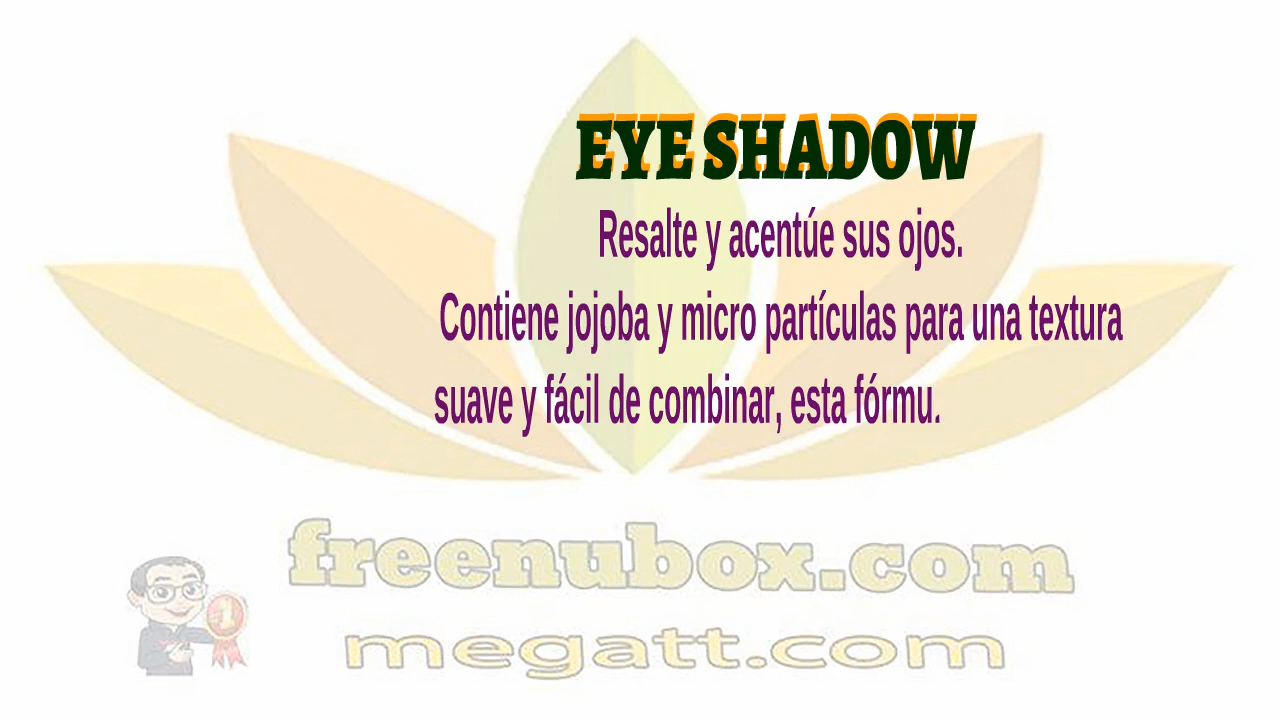 EYE SHADOW
Resalte y acentúe sus ojos.
Contiene jojoba y micro partículas para una textura
suave y fácil de combinar, esta fórmu.
freenubox.com
1
megatt.com